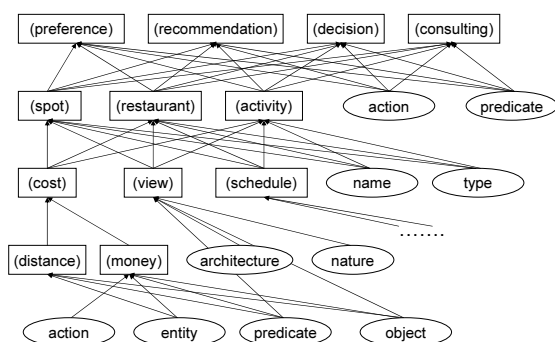 (preference) (recommendation) (decision) (consulting)
(spot) (restaurant) (activity) action predicate
(cost) (view) (schedule) name type
.......
(distance) (money) architecture nature
action entity predicate object